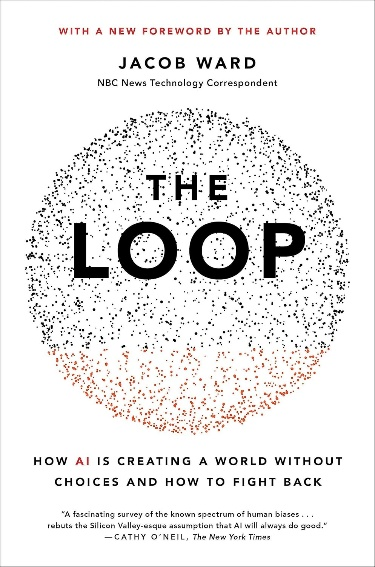 WITH A NEW FOREWORD BY THE AUTHOR
JACOB WARD
NBC News Technology Correspondent
THE
LOOP
HOW AI IS CREATING A WORLD WITHOUT
CHOICES AND HOW TO FIGHT BACK
"A fascinating survey of the known spectrum of human biases . . .
rebuts the Silicon Valley-esque assumption that AI will always do good."
—CATHY O'NEIL, The New York Times